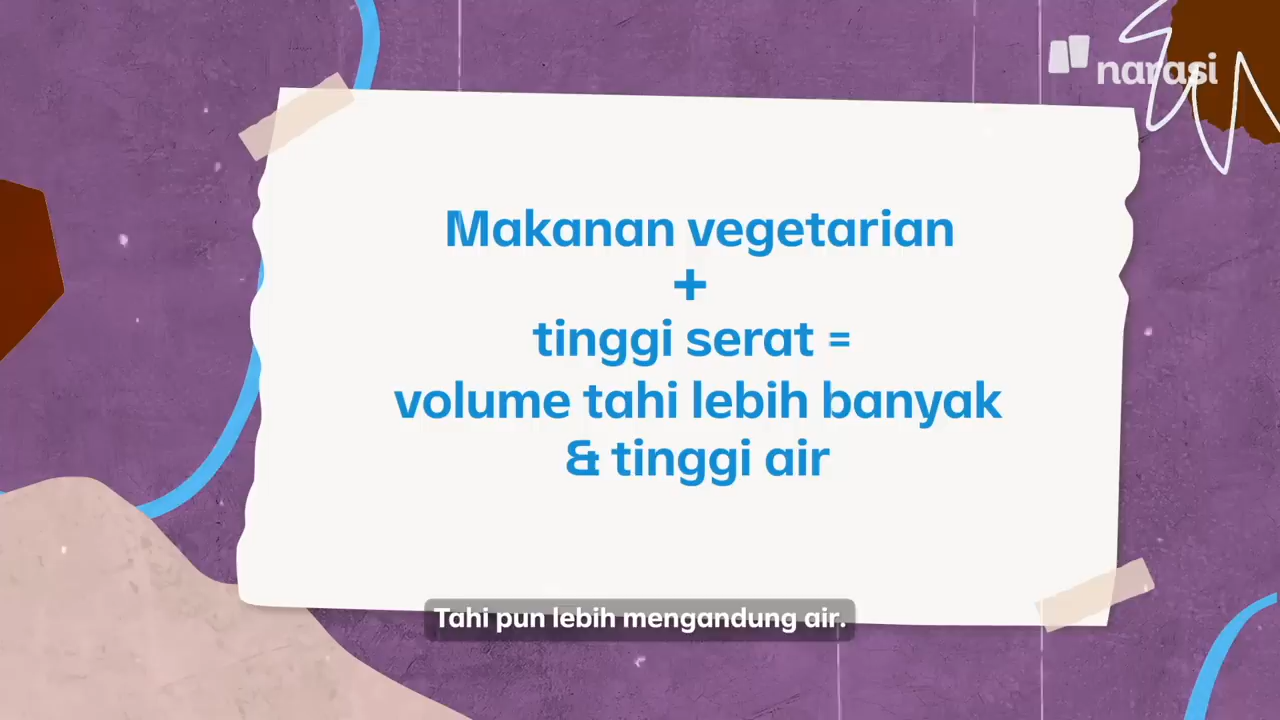 narasi
Makanan vegetarian
+
tinggi serat =
volume tahi lebih banyak
& tinggi air
Tahi pun lebih mengandung air.